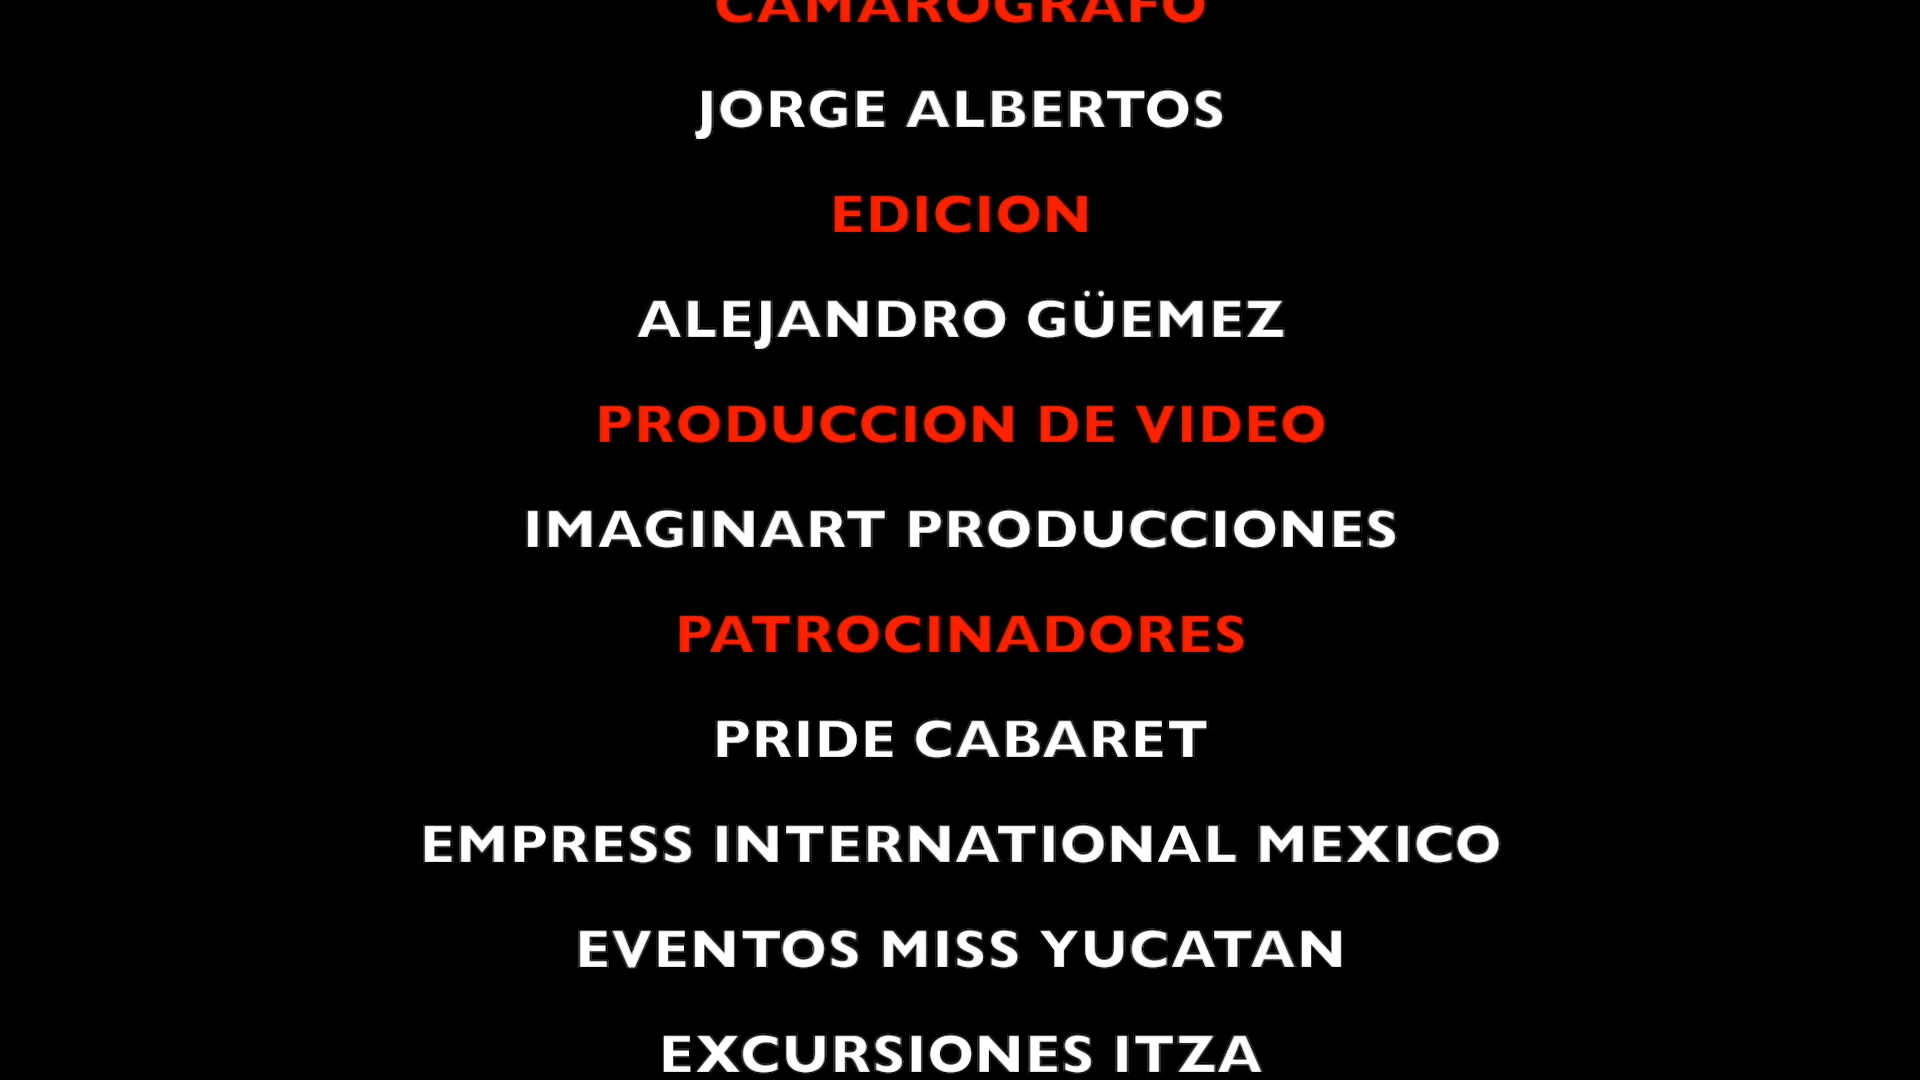 CAMAROGRAFO
JORGE ALBERTOS
EDICION
ALEJANDRO GÜEMEZ
PRODUCCION DE VIDEO
IMAGINART PRODUCCIONES
PATROCINADORES
PRIDE CABARET
EMPRESS INTERNATIONAL MEXICO
EVENTOS MISS YUCATAN
EXCURSIONES ITZA